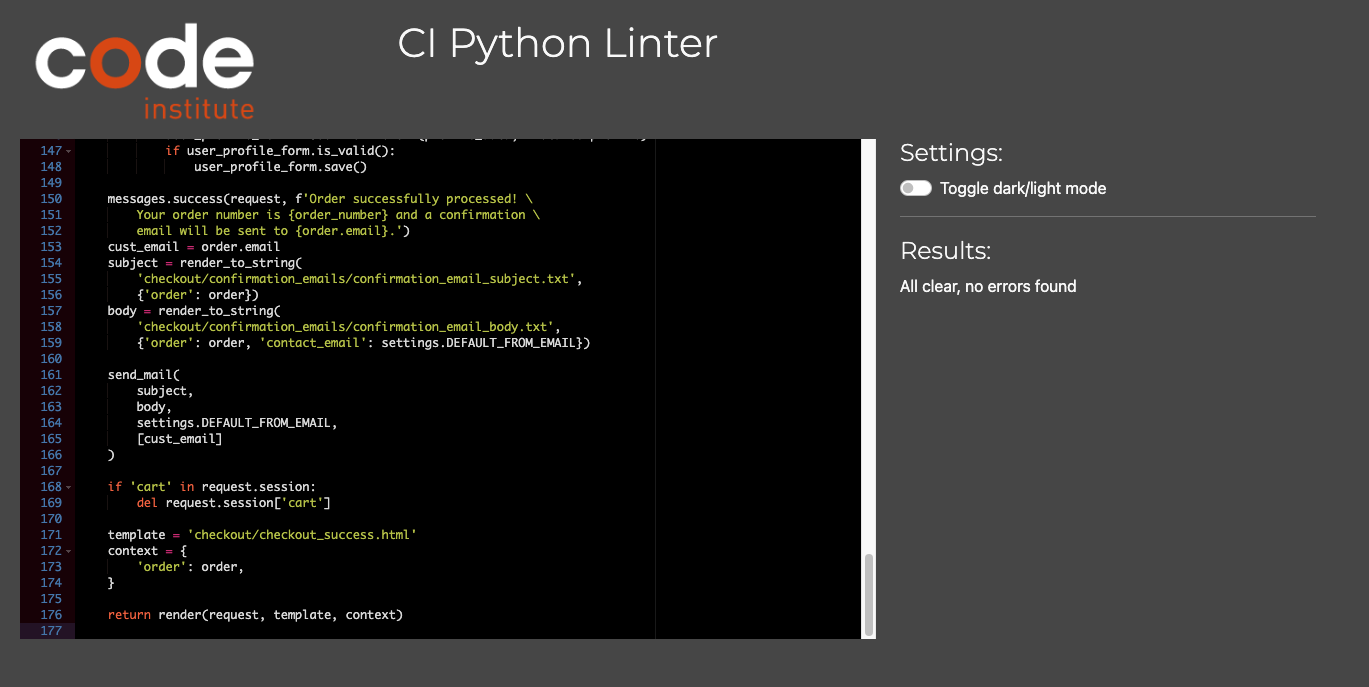 code
institute
CI Python Linter
147 if user_profile_form.is_valid():
148 user_profile_form.save()
149
150 messages.success(request, f'Order successfully processed! \
151 Your order number is {order_number} and a confirmation \
152 email will be sent to {order.email}.')
153 cust_email = order.email
154 subject = render_to_string(
155 'checkout/confirmation_emails/confirmation_email_subject.txt',
156 {'order': order})
157 body = render_to_string(
158 'checkout/confirmation_emails/confirmation_email_body.txt',
159 {'order': order, 'contact_email': settings.DEFAULT_FROM_EMAIL})
160
161 send_mail(
162 subject,
163 body,
164 settings.DEFAULT_FROM_EMAIL,
165 [cust_email]
166 )
167
168 if 'cart' in request.session:
169 del request.session['cart']
170
171 template = 'checkout/checkout_success.html'
172 context = {
173 'order': order,
174 }
175
176 return render(request, template, context)
177
Settings:
Toggle dark/light mode
Results:
All clear, no errors found